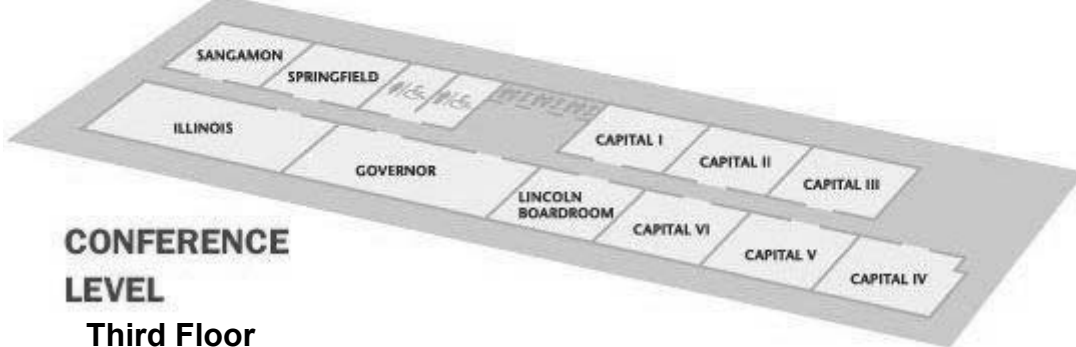 SANGAMON
SPRINGFIELD
ILLINOIS
GOVERNOR
LINCOLN
BOARDROOM
CAPITAL I
CAPITAL II
CAPITAL III
CAPITAL VI
CAPITAL V
CAPITAL IV
CONFERENCE
LEVEL
Third Floor